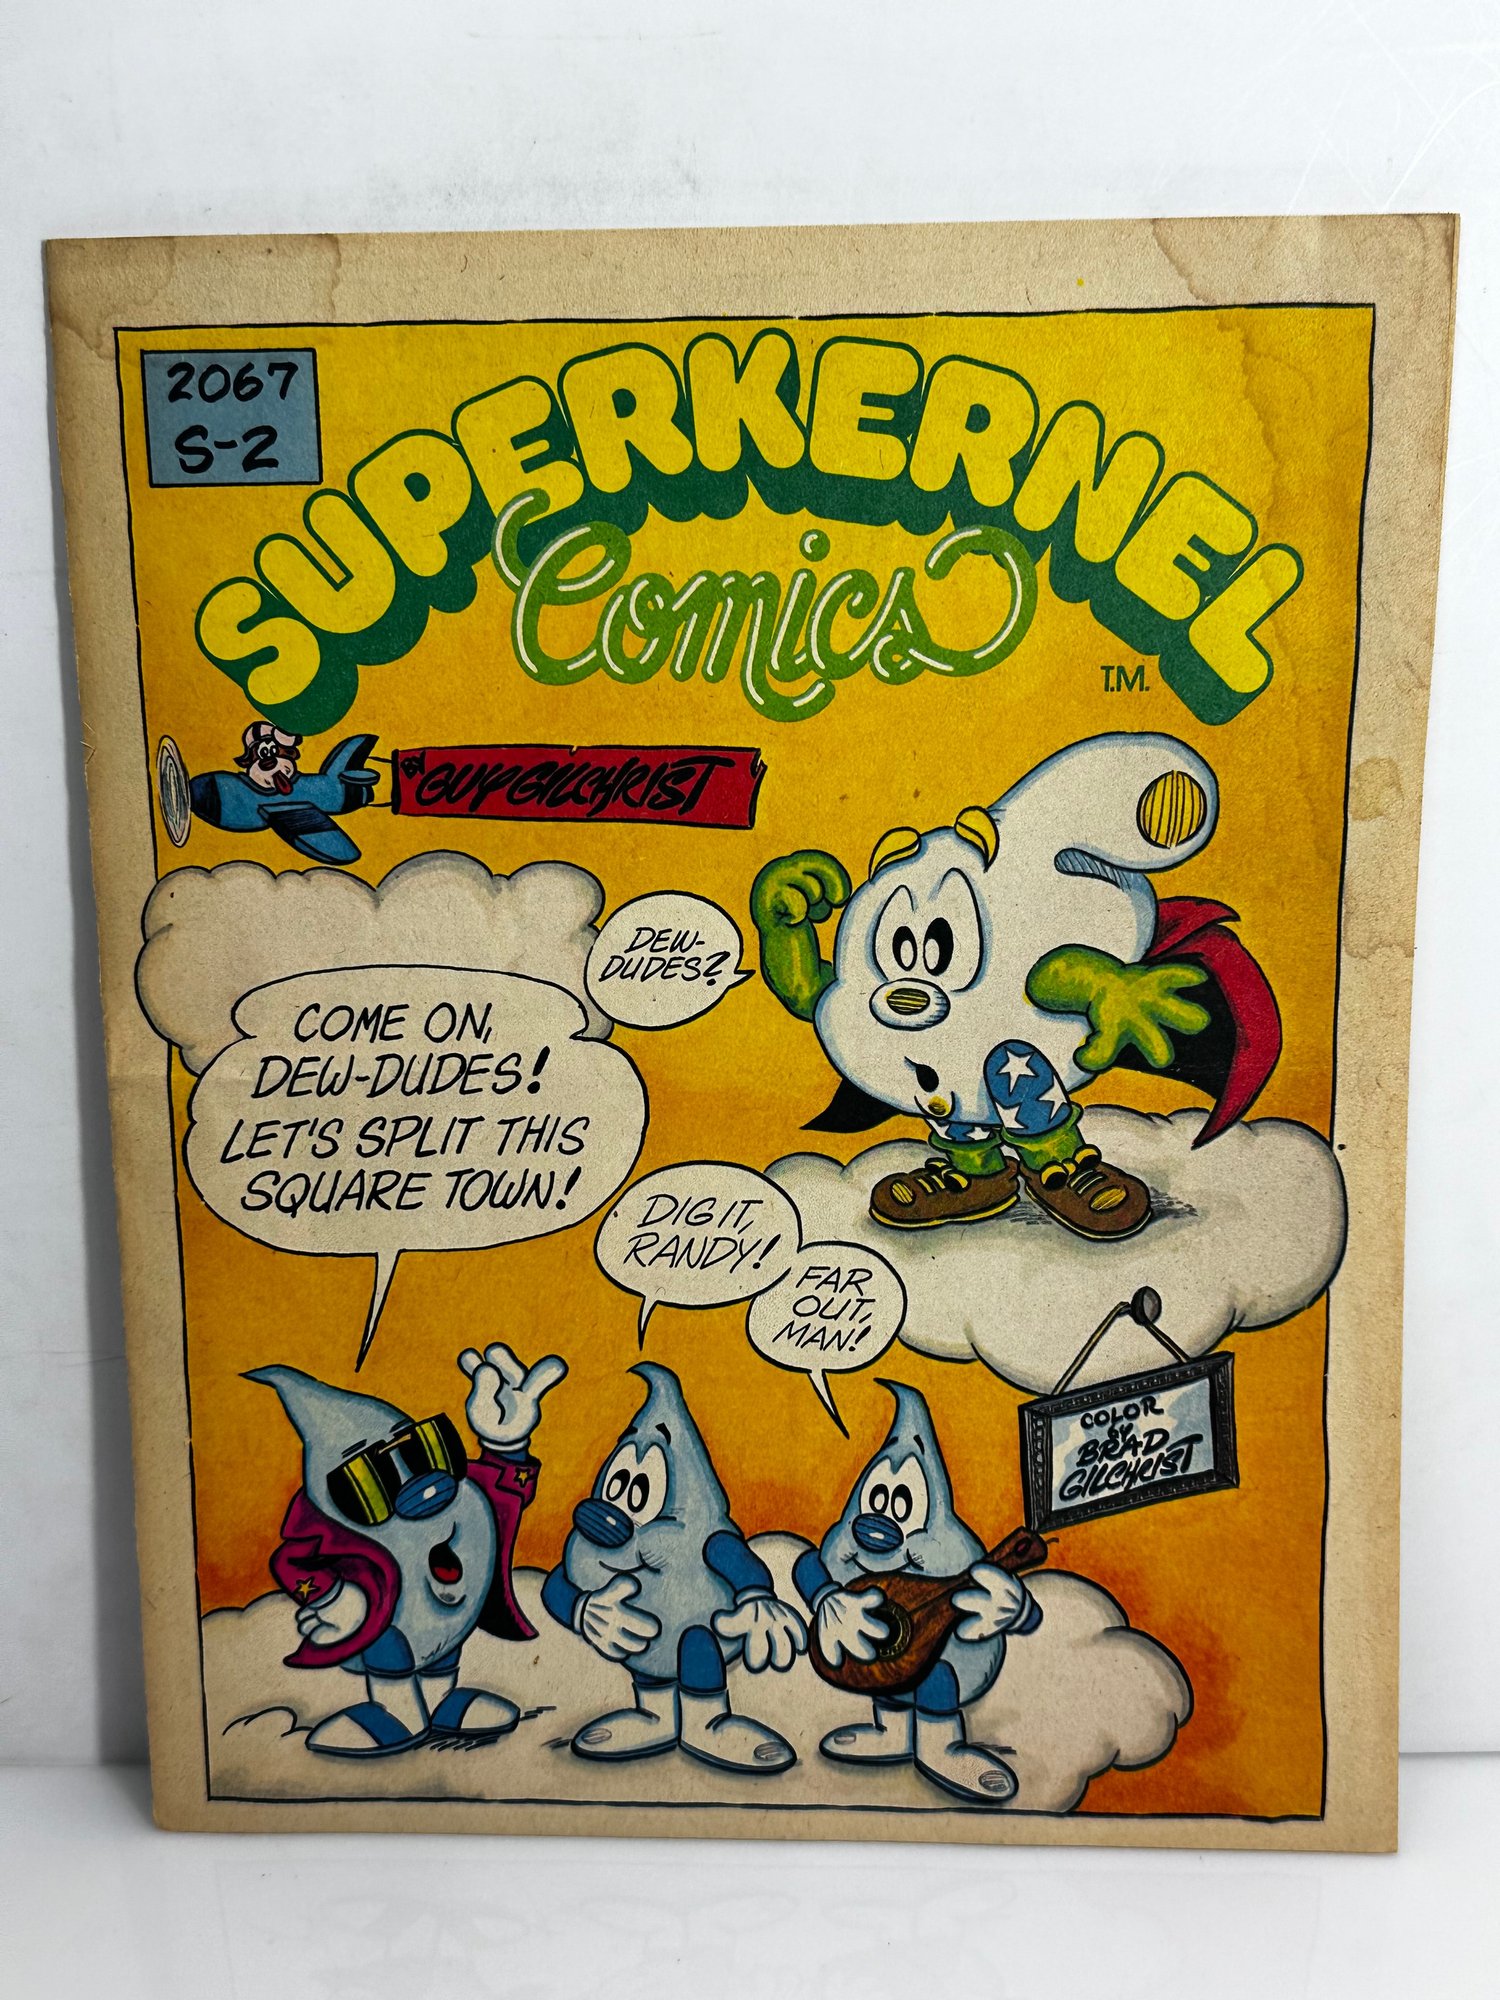 2067
S-2
SUPERKERNEL
Comics
T.M.
BY GUY GILCHRIST
DEW-
DUDES?
COME ON,
DEW-DUDES!
LET'S SPLIT THIS
SQUARE TOWN!
DIG IT,
RANDY!
FAR
OUT,
MAN!
COLOR
BY
BRAD
GILCHRIST